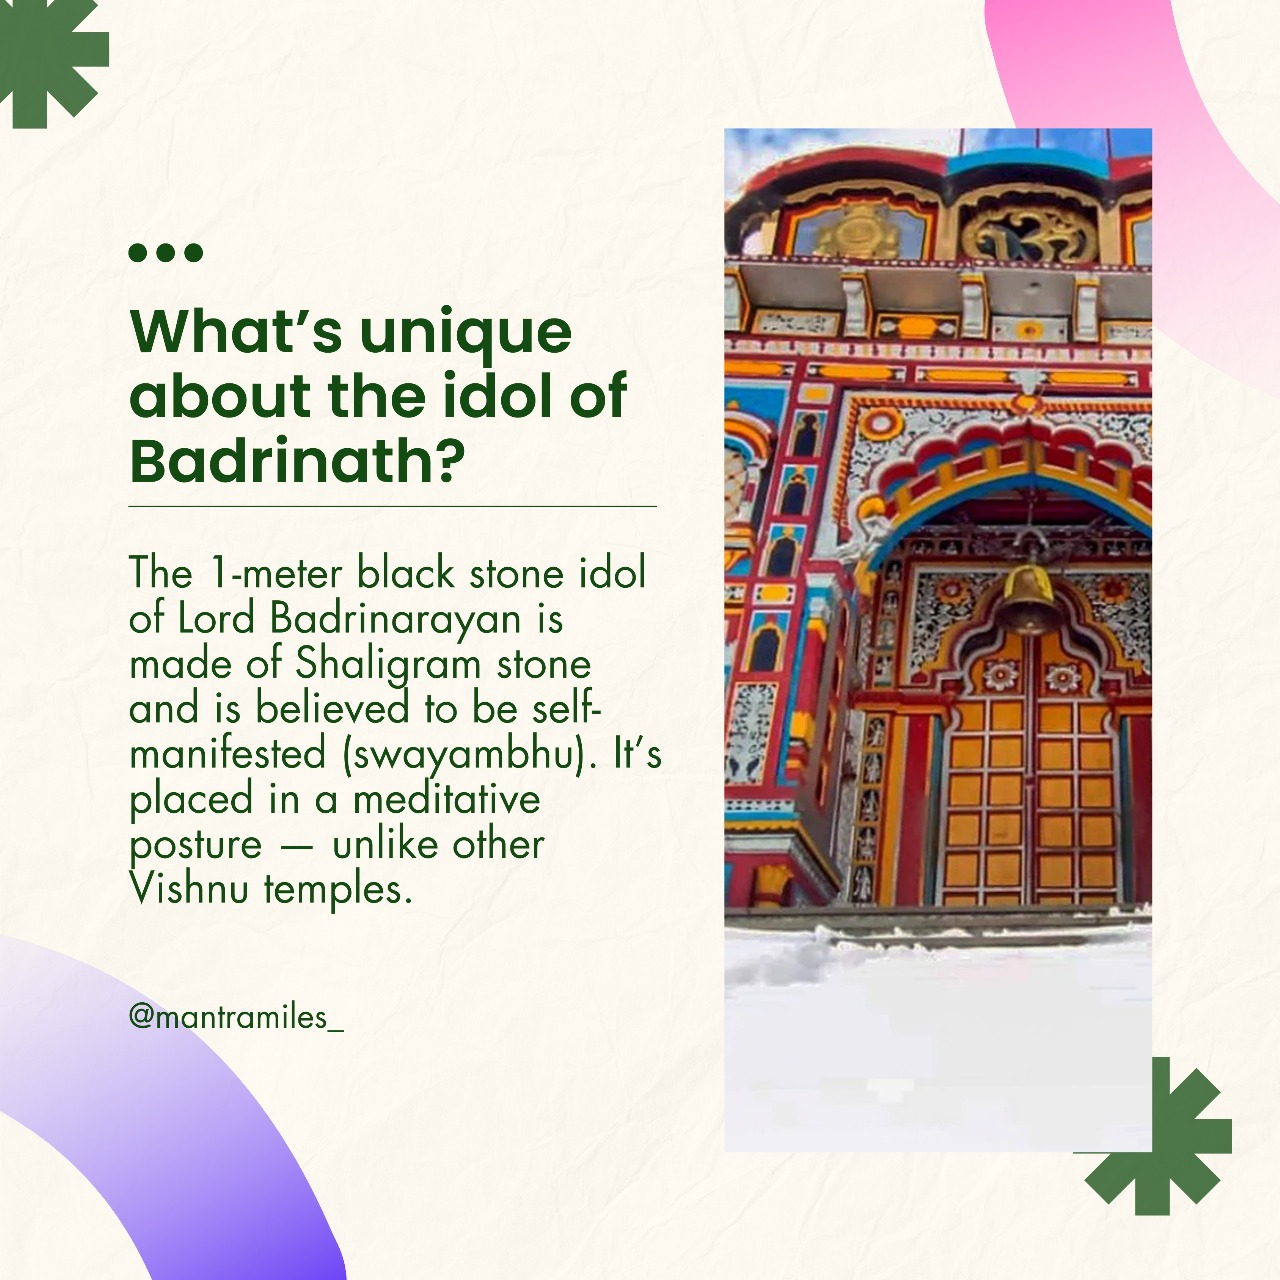 What’s unique
about the idol of
Badrinath?
The 1-meter black stone idol
of Lord Badrinarayan is
made of Shaligram stone
and is believed to be self-
manifested (swayambhu). It’s
placed in a meditative
posture — unlike other
Vishnu temples.
@mantramiles_